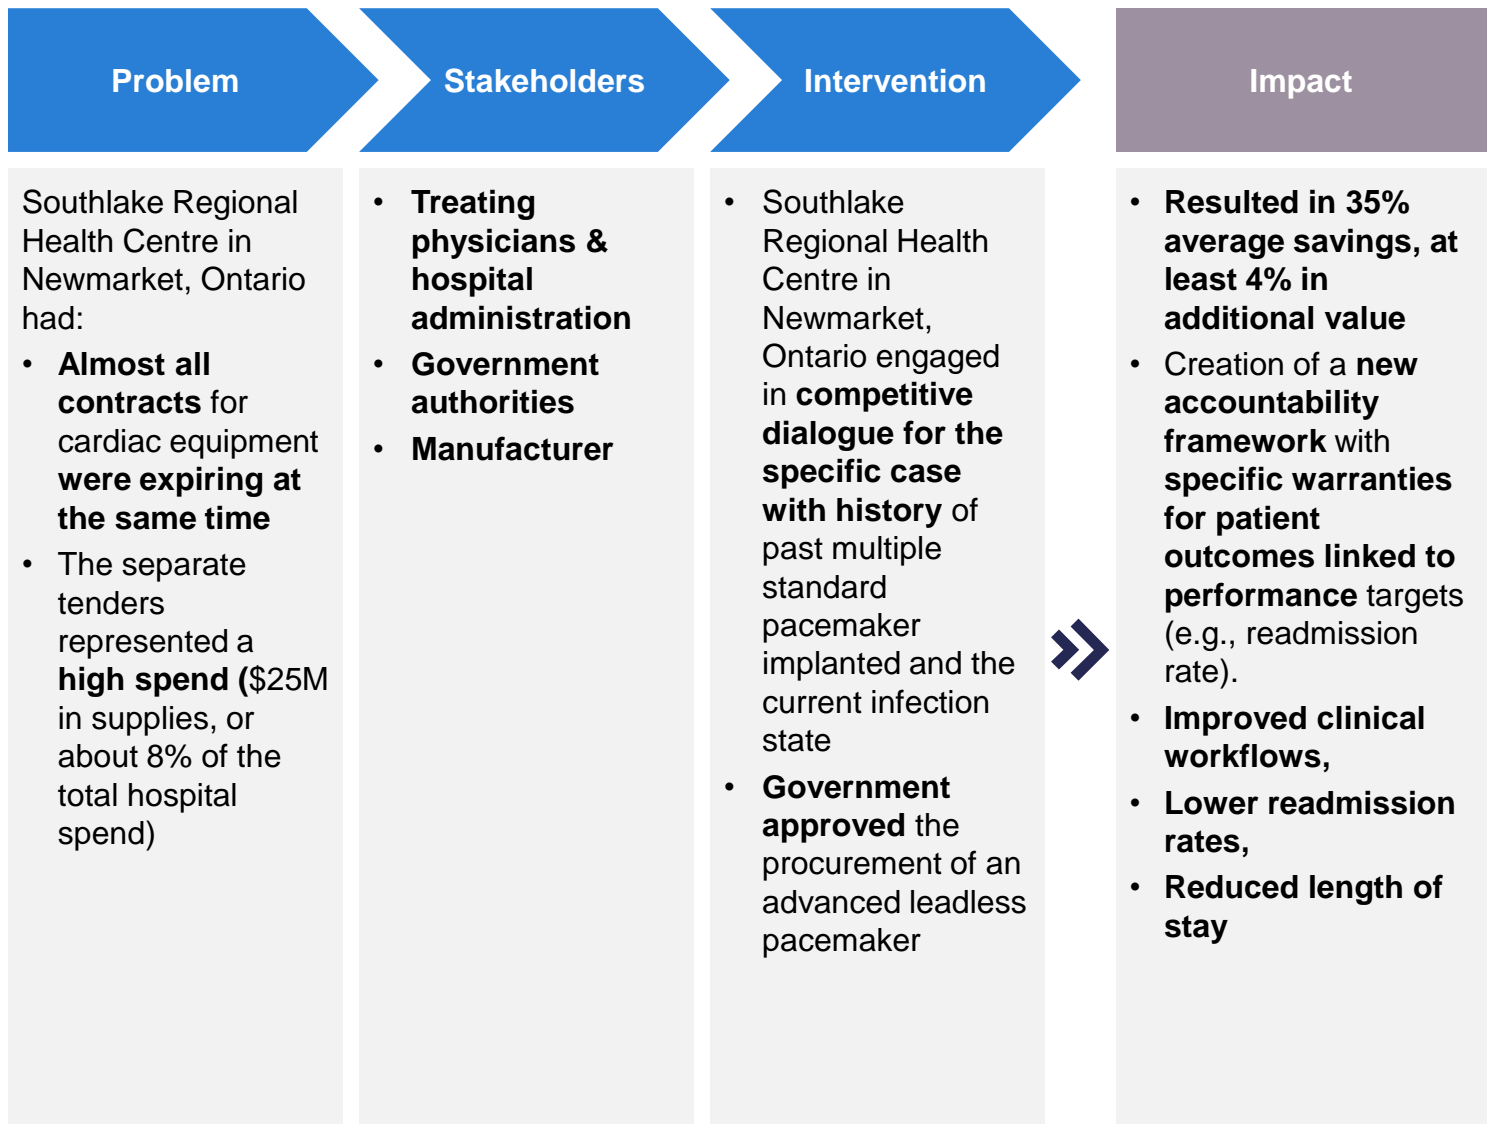 Problem
Southlake Regional
Health Centre in
Newmarket, Ontario
had:
• Almost all
contracts for
cardiac equipment
were expiring at
the same time
• The separate
tenders
represented a
high spend ($25M
in supplies, or
about 8% of the
total hospital
spend)
Stakeholders
• Treating
physicians &
hospital
administration
• Government
authorities
• Manufacturer
Intervention
• Southlake
Regional Health
Centre in
Newmarket,
Ontario engaged
in competitive
dialogue for the
specific case
with history of
past multiple
standard
pacemaker
implanted and the
current infection
state
• Government
approved the
procurement of an
advanced leadless
pacemaker
Impact
• Resulted in 35%
average savings, at
least 4% in
additional value
• Creation of a new
accountability
framework with
specific warranties
for patient
outcomes linked to
performance targets
(e.g., readmission
rate).
• Improved clinical
workflows,
• Lower readmission
rates,
• Reduced length of
stay